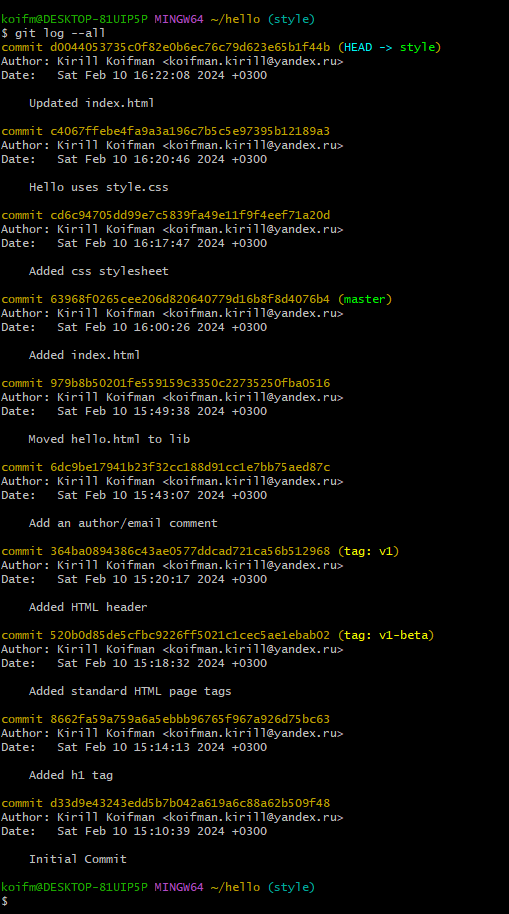 koifm@DESKTOP-81UIP5P MINGW64 ~/hello (style)
$ git log --all
commit d0044053735c0f82e0b6ec76c79d623e65b1f44b (HEAD -> style)
Author: Kirill Koifman <koifman.kirill@yandex.ru>
Date:   Sat Feb 10 16:22:08 2024 +0300

    Updated index.html

commit c4067ffebe4fa9a3a196c7b5c5e97395b12189a3
Author: Kirill Koifman <koifman.kirill@yandex.ru>
Date:   Sat Feb 10 16:20:46 2024 +0300

    Hello uses style.css

commit cd6c94705dd99e7c5839fa49e11f9f4eef71a20d
Author: Kirill Koifman <koifman.kirill@yandex.ru>
Date:   Sat Feb 10 16:17:47 2024 +0300

    Added css stylesheet

commit 63968f0265cee206d820640779d16b8f8d4076b4 (master)
Author: Kirill Koifman <koifman.kirill@yandex.ru>
Date:   Sat Feb 10 16:00:26 2024 +0300

    Added index.html

commit 979b8b50201fe559159c3350c22735250fba0516
Author: Kirill Koifman <koifman.kirill@yandex.ru>
Date:   Sat Feb 10 15:49:38 2024 +0300

    Moved hello.html to lib

commit 6dc9be17941b23f32cc188d91cc1e7bb75aed87c
Author: Kirill Koifman <koifman.kirill@yandex.ru>
Date:   Sat Feb 10 15:43:07 2024 +0300

    Add an author/email comment

commit 364ba0894386c43ae0577ddcad721ca56b512968 (tag: v1)
Author: Kirill Koifman <koifman.kirill@yandex.ru>
Date:   Sat Feb 10 15:20:17 2024 +0300

    Added HTML header

commit 520b0d85de5cfbc9226ff5021c1cec5ae1ebab02 (tag: v1-beta)
Author: Kirill Koifman <koifman.kirill@yandex.ru>
Date:   Sat Feb 10 15:18:32 2024 +0300

    Added standard HTML page tags

commit 8662fa59a759a6a5ebbb96765f967a926d75bc63
Author: Kirill Koifman <koifman.kirill@yandex.ru>
Date:   Sat Feb 10 15:14:13 2024 +0300

    Added h1 tag

commit d33d9e43243edd5b7b042a619a6c88a62b509f48
Author: Kirill Koifman <koifman.kirill@yandex.ru>
Date:   Sat Feb 10 15:10:39 2024 +0300

    Initial Commit

koifm@DESKTOP-81UIP5P MINGW64 ~/hello (style)
$